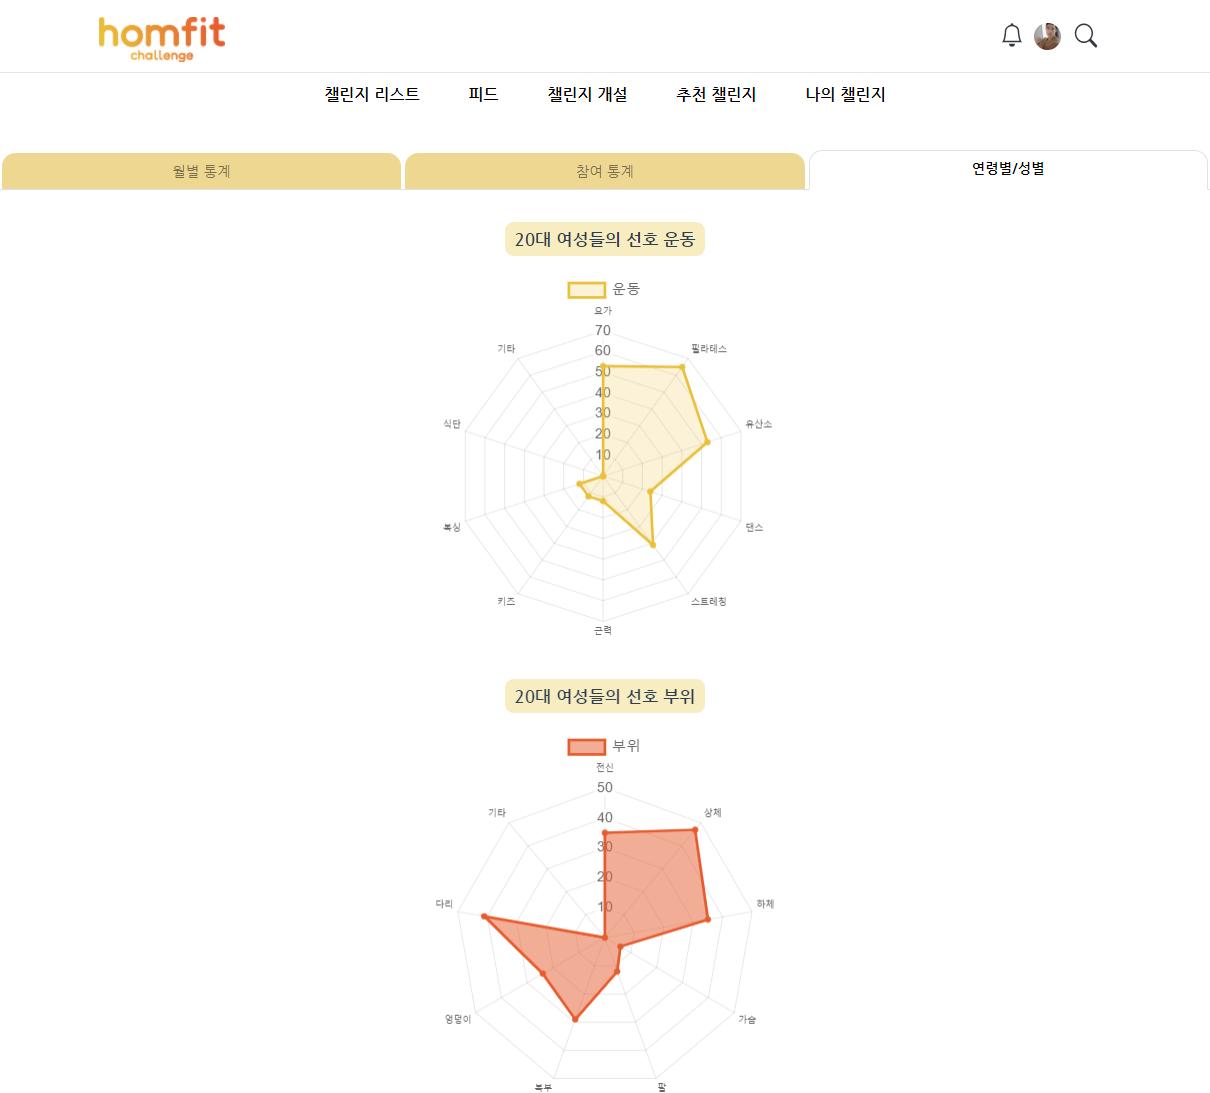 homfit
challenge
챌린지 리스트 피드 챌린지 개설 추천 챌린지 나의 챌린지
월별 통계 참여 통계 연령별/성별
20대 여성들의 선호 운동
운동
요가
70
기타 필라테스
60
50
40
식단 유산소
30
20
10
복싱 댄스
키즈 스트레칭
근력
20대 여성들의 선호 부위
부위
전신
50
기타 상체
40
30
20
다리 하체
10
엉덩이 가슴
복부 팔